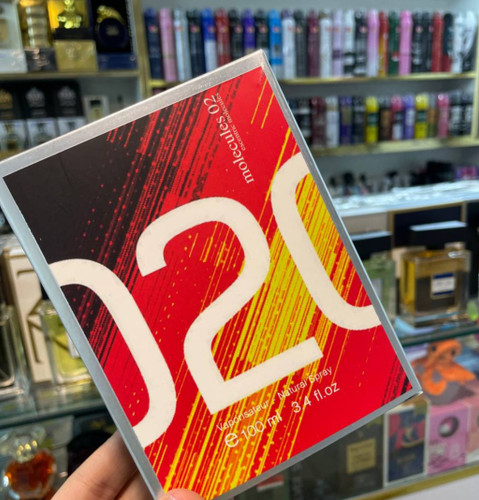 molecules 02
020
Vaporisateur - Natural Spray
e 100 ml 3.4 fl.oz